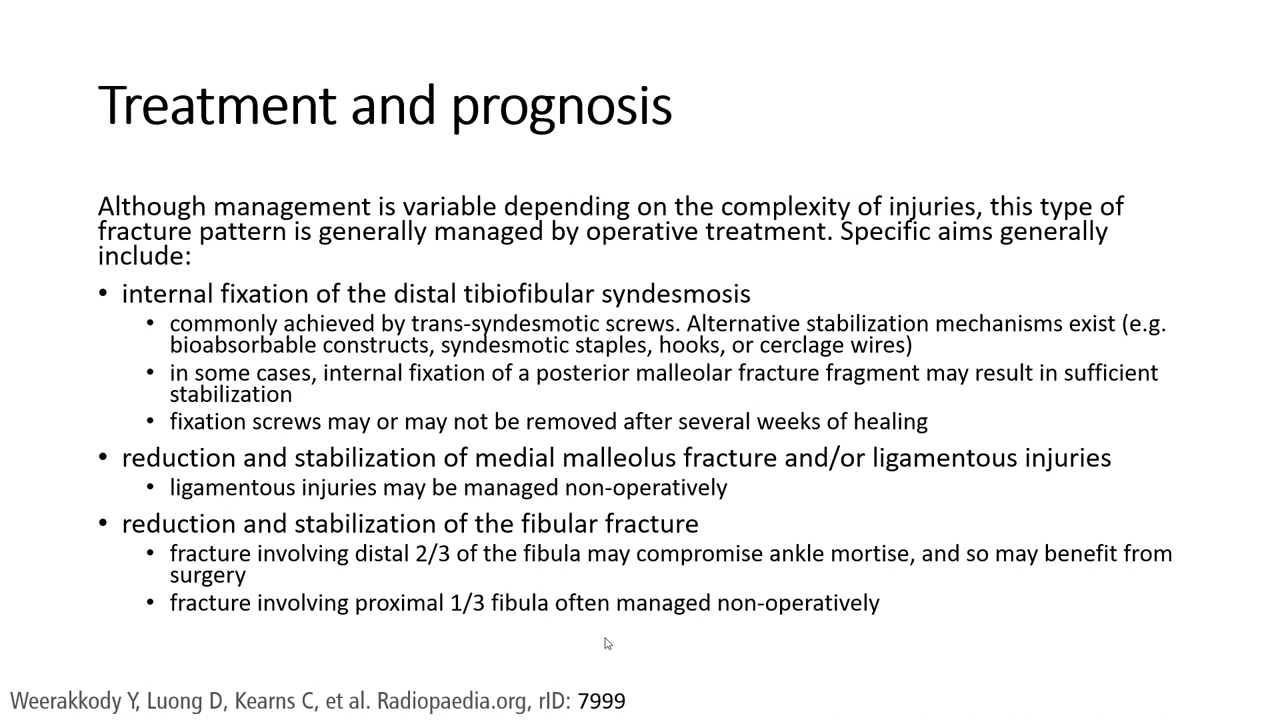 Treatment and prognosis
Although management is variable depending on the complexity of injuries, this type of
fracture pattern is generally managed by operative treatment. Specific aims generally
include:
• internal fixation of the distal tibiofibular syndesmosis
• commonly achieved by trans-syndesmotic screws. Alternative stabilization mechanisms exist (e.g.
bioabsorbable constructs, syndesmotic staples, hooks, or cerclage wires)
• in some cases, internal fixation of a posterior malleolar fracture fragment may result in sufficient
stabilization
• fixation screws may or may not be removed after several weeks of healing
• reduction and stabilization of medial malleolus fracture and/or ligamentous injuries
• ligamentous injuries may be managed non-operatively
• reduction and stabilization of the fibular fracture
• fracture involving distal 2/3 of the fibula may compromise ankle mortise, and so may benefit from
surgery
• fracture involving proximal 1/3 fibula often managed non-operatively
Weerakkody Y, Luong D, Kearns C, et al. Radiopaedia.org, rID: 7999